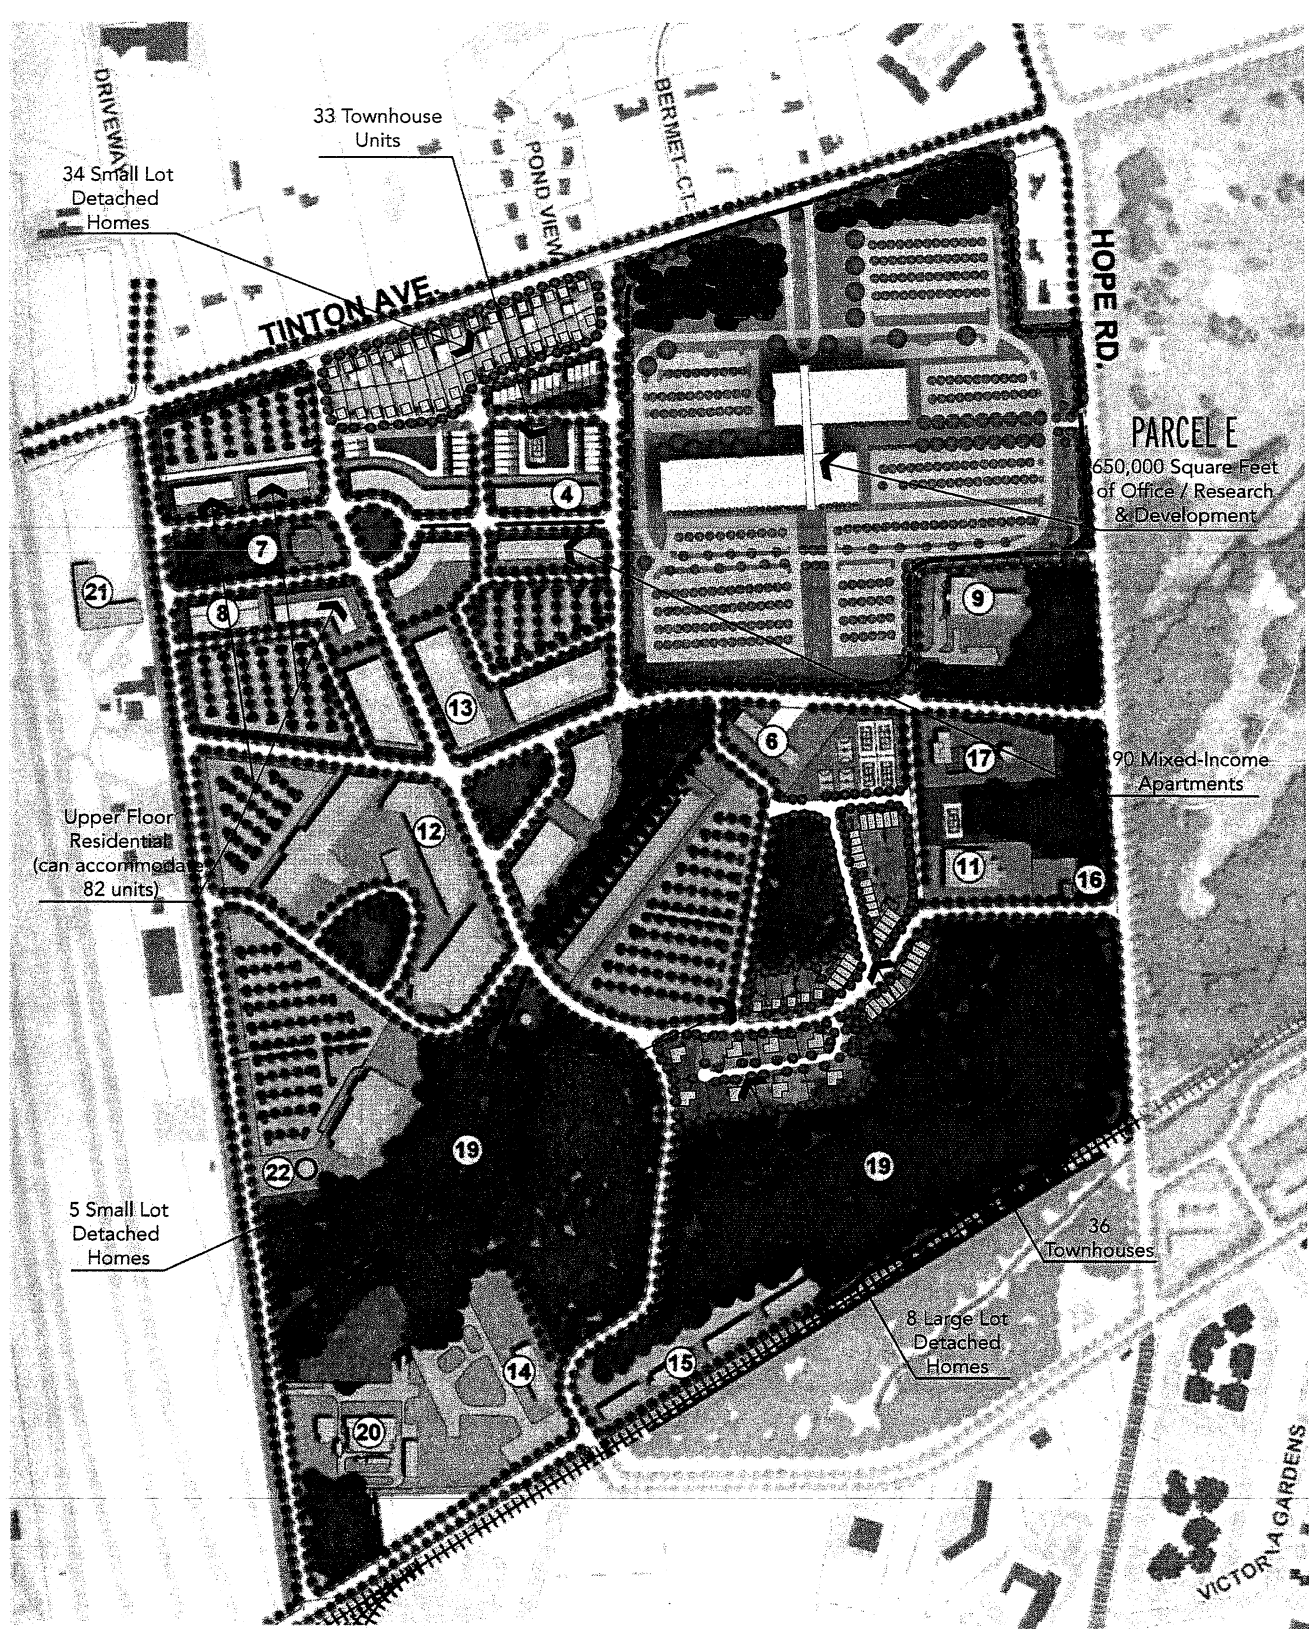 DRIVEWAY
33 Townhouse
Units
BERMET CT.
POND VIEW
34 Small Lot
Detached
Homes
TINTON AVE.
HOPE RD.
PARCEL E
650,000 Square Feet
of Office / Research
& Development
4
7
21
8
9
13
6
17
90 Mixed-Income
Apartments
Upper Floor
Residential
(can accommodate
82 units)
12
11
16
19
19
22
5 Small Lot
Detached
Homes
36
Townhouses
8 Large Lot
Detached
Homes
15
14
20
VICTORIA GARDENS